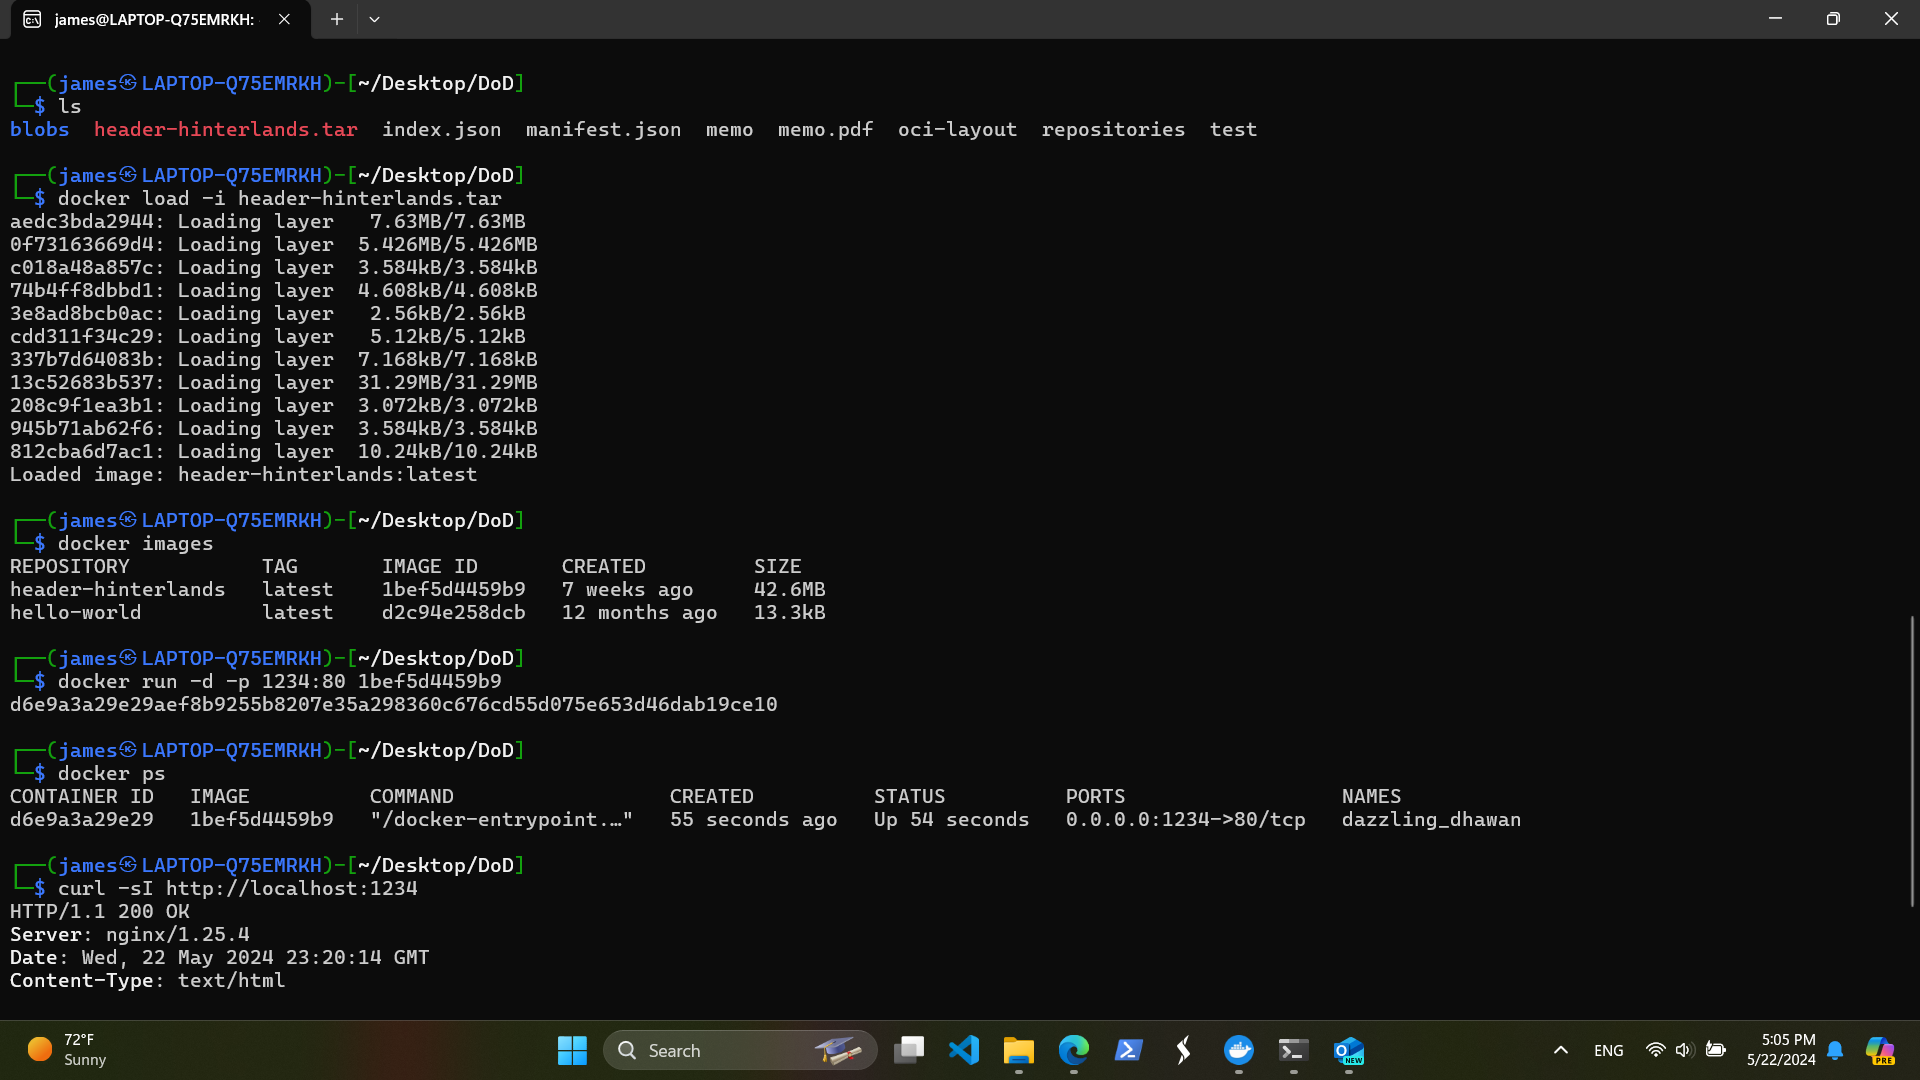 james@LAPTOP-Q75EMRKH:
┌──(james㉿LAPTOP-Q75EMRKH)-[~/Desktop/DoD]
└─$ ls
blobs  header-hinterlands.tar  index.json  manifest.json  memo  memo.pdf  oci-layout  repositories  test
┌──(james㉿LAPTOP-Q75EMRKH)-[~/Desktop/DoD]
└─$ docker load -i header-hinterlands.tar
aedc3bda2944: Loading layer   7.63MB/7.63MB
0f73163669d4: Loading layer  5.426MB/5.426MB
c018a48a857c: Loading layer  3.584kB/3.584kB
74b4ff8dbbd1: Loading layer  4.608kB/4.608kB
3e8ad8bcb0ac: Loading layer   2.56kB/2.56kB
cdd311f34c29: Loading layer   5.12kB/5.12kB
337b7d64083b: Loading layer  7.168kB/7.168kB
13c52683b537: Loading layer  31.29MB/31.29MB
208c9f1ea3b1: Loading layer  3.072kB/3.072kB
945b71ab62f6: Loading layer  3.584kB/3.584kB
812cba6d7ac1: Loading layer  10.24kB/10.24kB
Loaded image: header-hinterlands:latest
┌──(james㉿LAPTOP-Q75EMRKH)-[~/Desktop/DoD]
└─$ docker images
REPOSITORY           TAG       IMAGE ID       CREATED         SIZE
header-hinterlands   latest    1bef5d4459b9   7 weeks ago     42.6MB
hello-world          latest    d2c94e258dcb   12 months ago   13.3kB
┌──(james㉿LAPTOP-Q75EMRKH)-[~/Desktop/DoD]
└─$ docker run -d -p 1234:80 1bef5d4459b9
d6e9a3a29e29aef8b9255b8207e35a298360c676cd55d075e653d46dab19ce10
┌──(james㉿LAPTOP-Q75EMRKH)-[~/Desktop/DoD]
└─$ docker ps
CONTAINER ID   IMAGE          COMMAND                  CREATED          STATUS          PORTS                  NAMES
d6e9a3a29e29   1bef5d4459b9   "/docker-entrypoint.…"   55 seconds ago   Up 54 seconds   0.0.0.0:1234->80/tcp   dazzling_dhawan
┌──(james㉿LAPTOP-Q75EMRKH)-[~/Desktop/DoD]
└─$ curl -sI http://localhost:1234
HTTP/1.1 200 OK
Server: nginx/1.25.4
Date: Wed, 22 May 2024 23:20:14 GMT
Content-Type: text/html
72°F
Sunny
Search
NEW
ENG
5:05 PM
5/22/2024
PRE